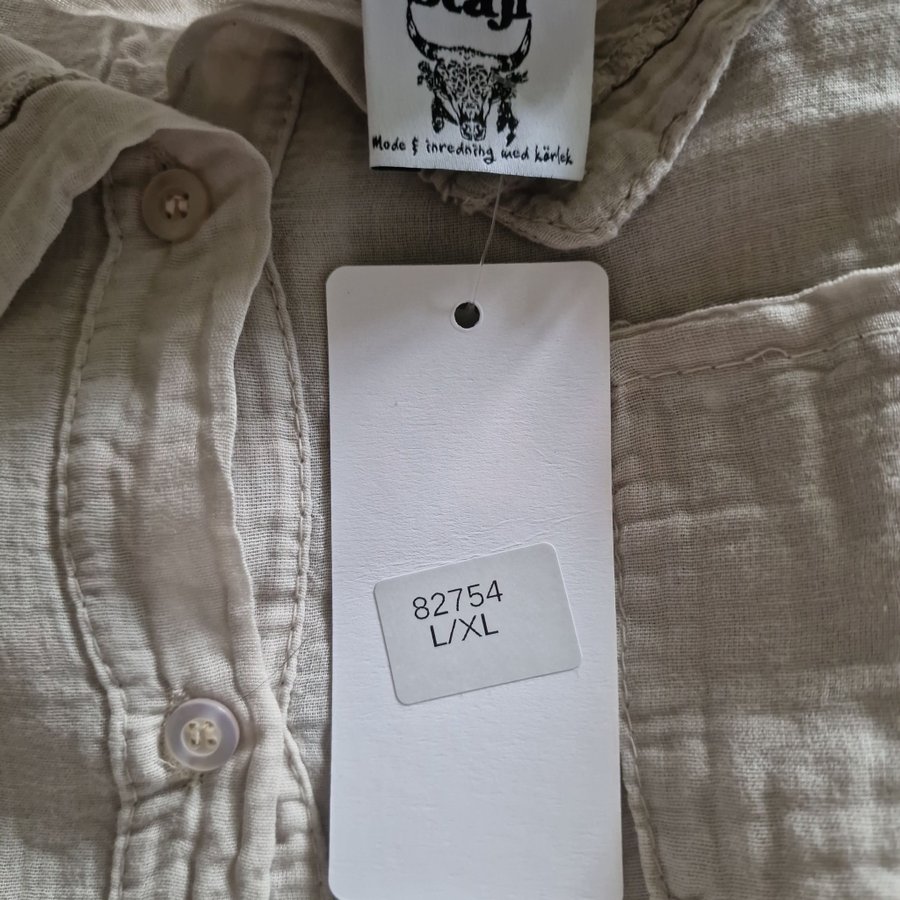 Mode & inredning med kärlek
82754
L/XL